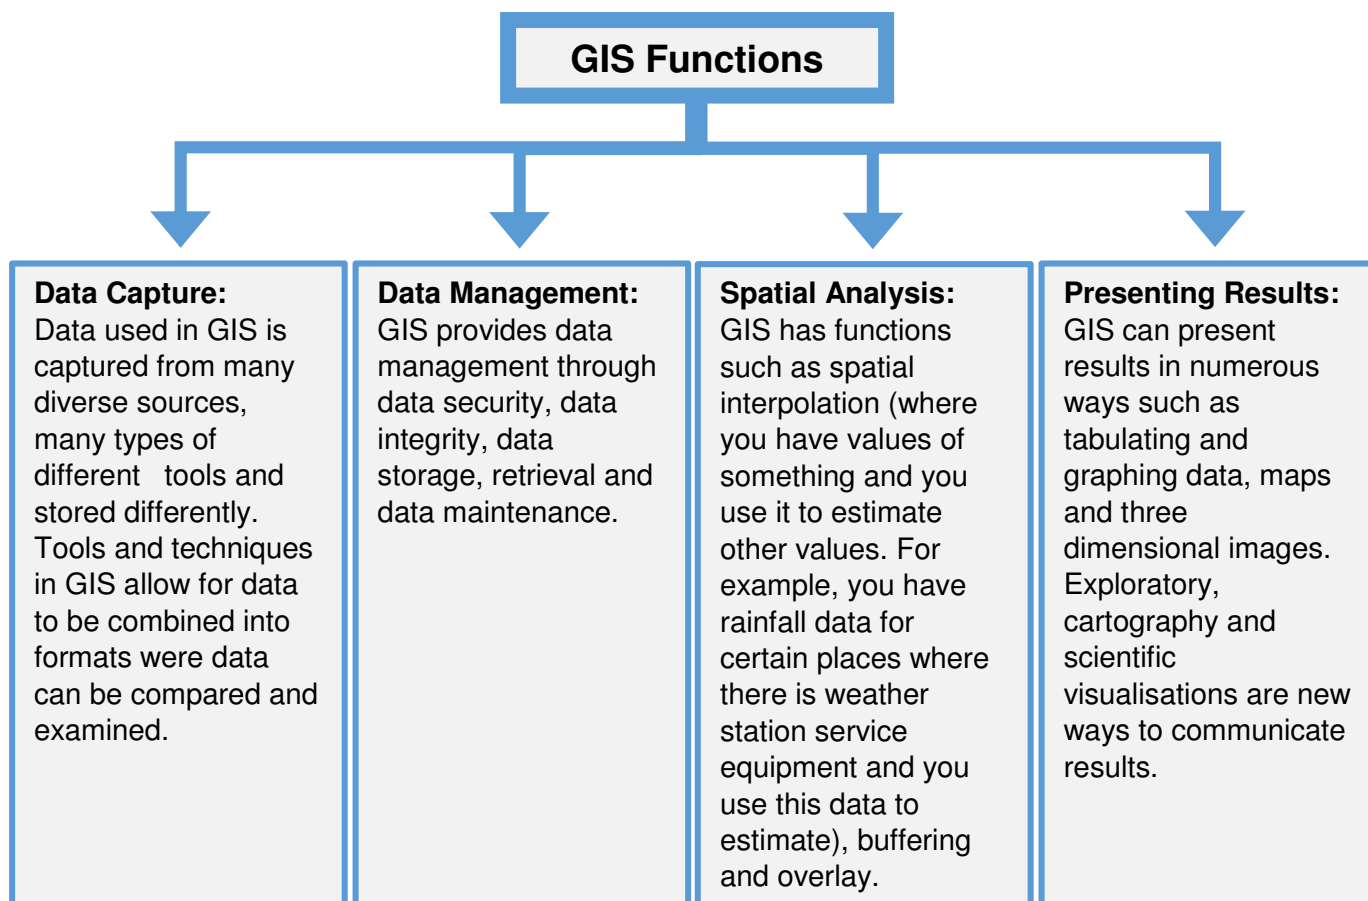 GIS Functions
Data Capture:
Data used in GIS is
captured from many
diverse sources,
many types of
different tools and
stored differently.
Tools and techniques
in GIS allow for data
to be combined into
formats were data
can be compared and
examined.
Data Management:
GIS provides data
management through
data security, data
integrity, data
storage, retrieval and
data maintenance.
Spatial Analysis:
GIS has functions
such as spatial
interpolation (where
you have values of
something and you
use it to estimate
other values. For
example, you have
rainfall data for
certain places where
there is weather
station service
equipment and you
use this data to
estimate), buffering
and overlay.
Presenting Results:
GIS can present
results in numerous
ways such as
tabulating and
graphing data, maps
and three
dimensional images.
Exploratory,
cartography and
scientific
visualisations are new
ways to communicate
results.